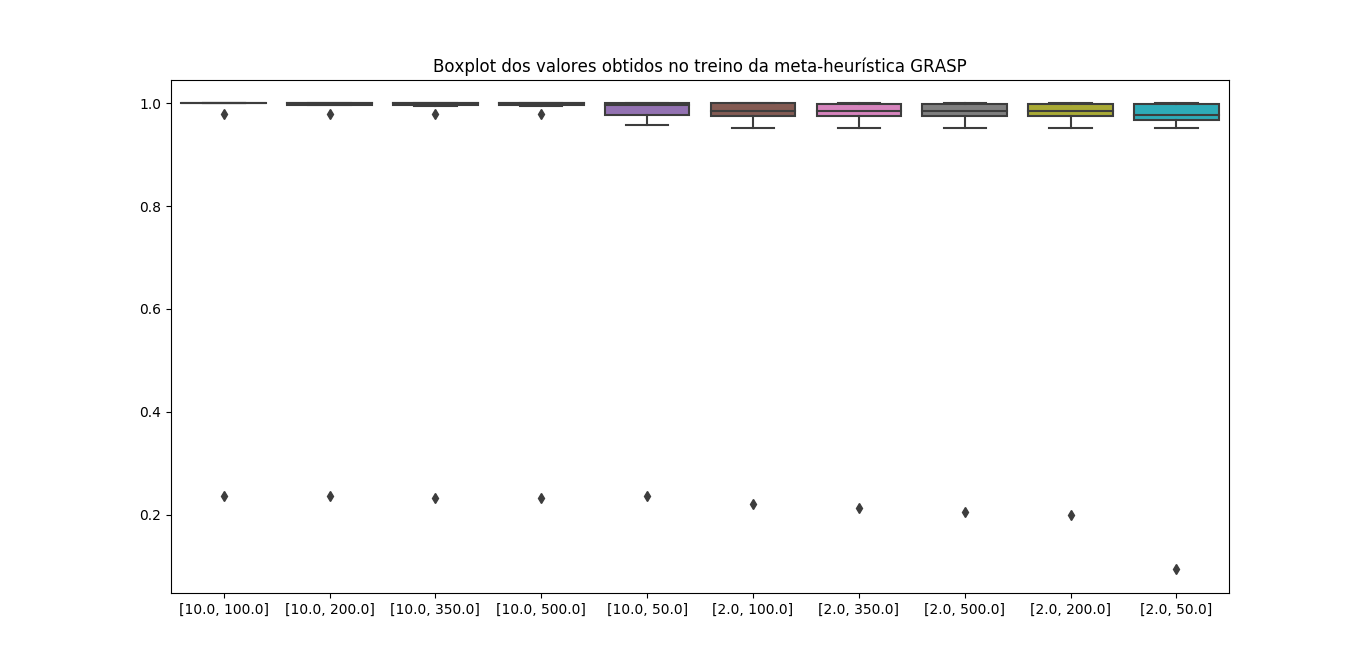 Boxplot dos valores obtidos no treino da meta-heurística GRASP
1.0
0.8
0.6
0.4
0.2
[10.0, 100.0] [10.0, 200.0] [10.0, 350.0] [10.0, 500.0] [10.0, 50.0] [2.0, 100.0] [2.0, 350.0] [2.0, 500.0] [2.0, 200.0] [2.0, 50.0]